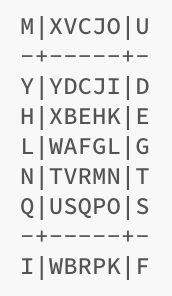 M|XVCJO|U
-+-----+-
Y|YDCJI|D
H|XBEHK|E
L|WAFGL|G
N|TVRMN|T
Q|USQPO|S
-+-----+-
I|WBRPK|F